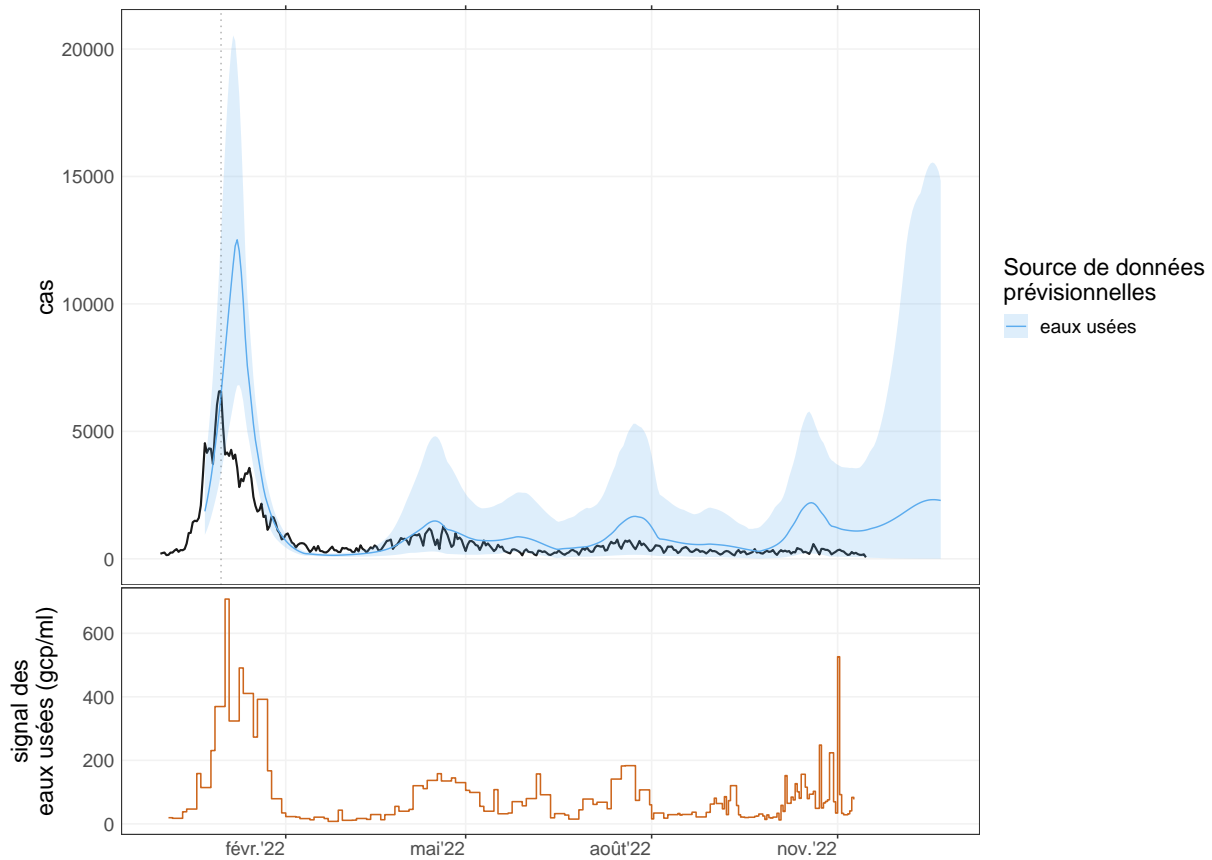 20000
15000
10000
5000
0
cas
Source de données
prévisionnelles
eaux usées
600
400
200
0
signal des
eaux usées (gcp/ml)
févr.'22
mai'22
août'22
nov.'22